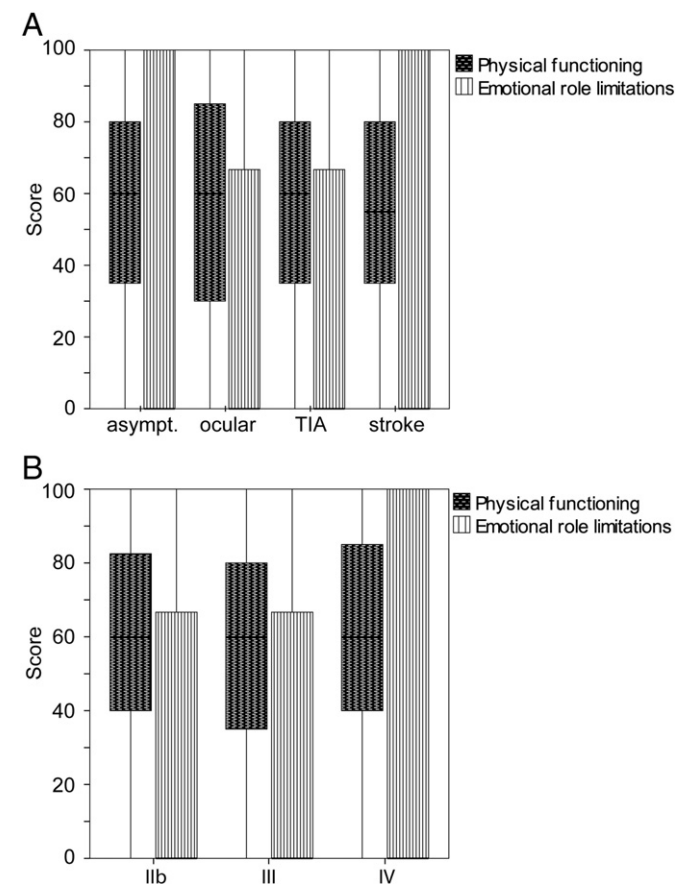 A
100
80
60
40
20
0
Score
asympt. ocular TIA stroke
Physical functioning
Emotional role limitations
B
100
80
60
40
20
0
Score
IIb III IV
Physical functioning
Emotional role limitations